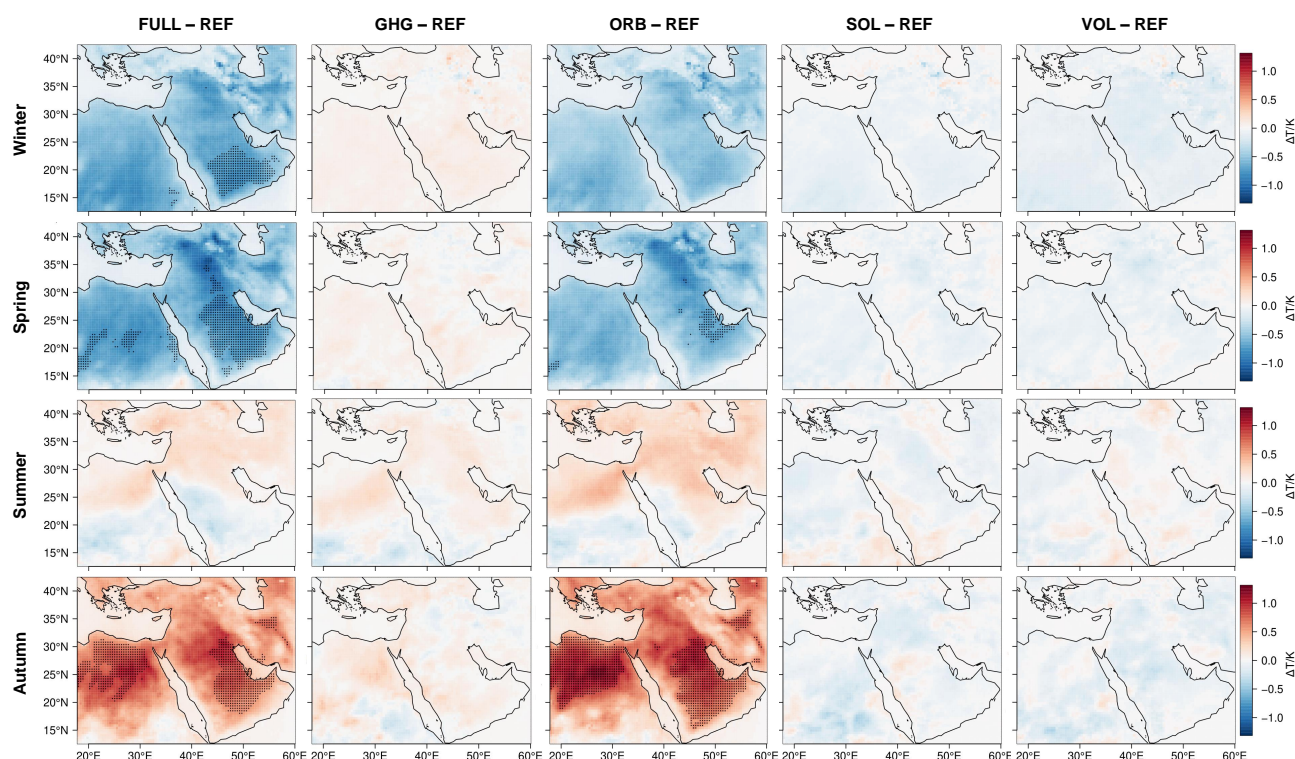 FULL – REF GHG – REF ORB – REF SOL – REF VOL – REF
Winter
40°N
35°N
30°N
25°N
20°N
15°N
1.0
0.5
0.0
−0.5
−1.0
ΔT/K
Spring
40°N
35°N
30°N
25°N
20°N
15°N
1.0
0.5
0.0
−0.5
−1.0
ΔT/K
Summer
40°N
35°N
30°N
25°N
20°N
15°N
1.0
0.5
0.0
−0.5
−1.0
ΔT/K
Autumn
40°N
35°N
30°N
25°N
20°N
15°N
1.0
0.5
0.0
−0.5
−1.0
ΔT/K
20°E 30°E 40°E 50°E 60°E 20°E 30°E 40°E 50°E 60°E 20°E 30°E 40°E 50°E 60°E 20°E 30°E 40°E 50°E 60°E 20°E 30°E 40°E 50°E 60°E